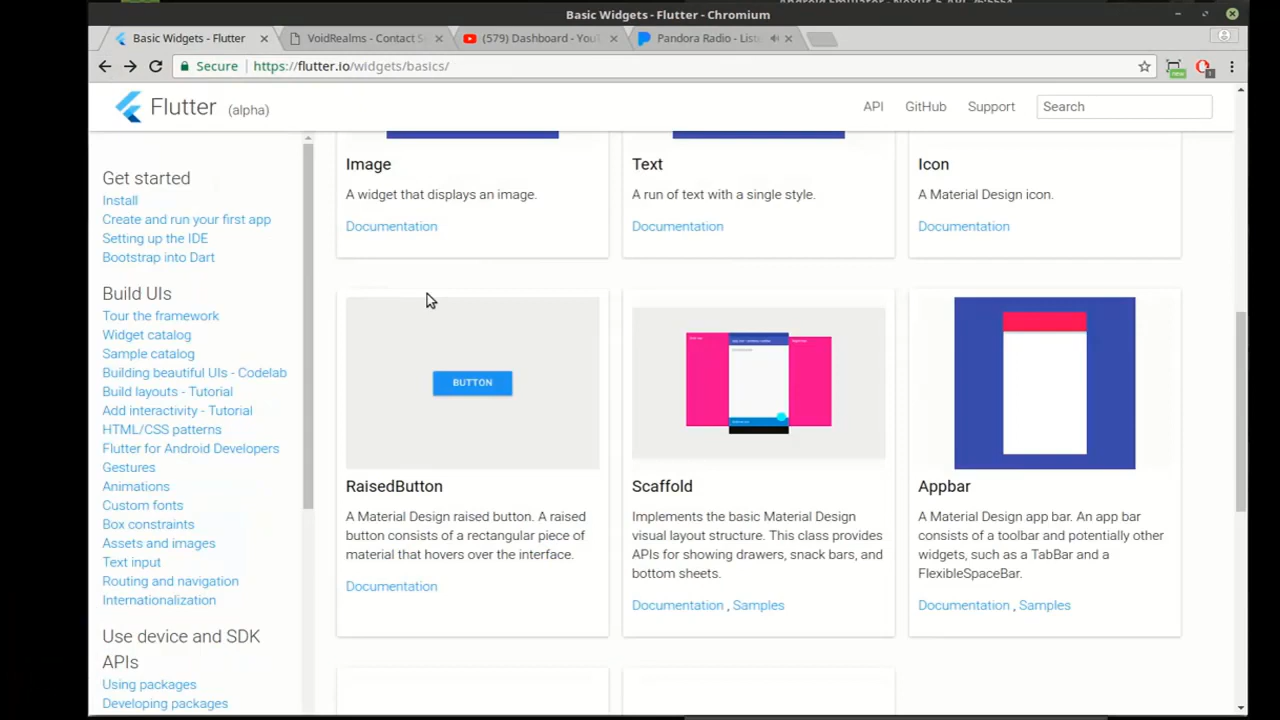 Basic Widgets - Flutter - Chromium
Basic Widgets - Flutter
VoidRealms - Contact S
(579) Dashboard - You
Pandora Radio - Liste
Secure
https://flutter.io/widgets/basics/
new
1
Flutter (alpha)
API
GitHub
Support
Search
Get started
Install
Create and run your first app
Setting up the IDE
Bootstrap into Dart
Build UIs
Tour the framework
Widget catalog
Sample catalog
Building beautiful UIs - Codelab
Build layouts - Tutorial
Add interactivity - Tutorial
HTML/CSS patterns
Flutter for Android Developers
Gestures
Animations
Custom fonts
Box constraints
Assets and images
Text input
Routing and navigation
Internationalization
Use device and SDK
APIs
Using packages
Developing packages
Image
A widget that displays an image.
Documentation
Text
A run of text with a single style.
Documentation
Icon
A Material Design icon.
Documentation
BUTTON
RaisedButton
A Material Design raised button. A raised
button consists of a rectangular piece of
material that hovers over the interface.
Documentation
Scaffold
Implements the basic Material Design
visual layout structure. This class provides
APIs for showing drawers, snack bars, and
bottom sheets.
Documentation , Samples
Appbar
A Material Design app bar. An app bar
consists of a toolbar and potentially other
widgets, such as a TabBar and a
FlexibleSpaceBar.
Documentation , Samples